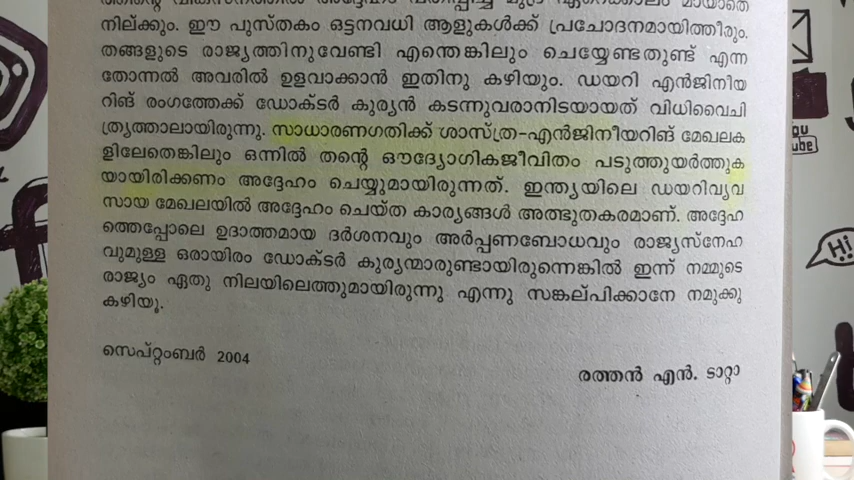 നില്ക്കും. ഈ പുസ്തകം ഒട്ടനവധി ആളുകൾക്ക് പ്രചോദനമായിത്തീരും.
തങ്ങളുടെ രാജ്യത്തിനുവേണ്ടി എന്തെങ്കിലും ചെയ്യേണ്ടതുണ്ട് എന്ന
തോന്നൽ അവരിൽ ഉളവാക്കാൻ ഇതിനു കഴിയും. ഡയറി എൻജിനീയ
റിങ് രംഗത്തേക്ക് ഡോക്ടർ കുര്യൻ കടന്നുവരാനിടയായത് വിധിവൈചി
ത്ര്യത്താലായിരുന്നു. സാധാരണഗതിക്ക് ശാസ്ത്ര-എൻജിനീയറിങ് മേഖലക
ളിലേതെങ്കിലും ഒന്നിൽ തന്റെ ഔദ്യോഗികജീവിതം പടുത്തുയർത്തുക
യായിരിക്കണം അദ്ദേഹം ചെയ്യുമായിരുന്നത്. ഇന്ത്യയിലെ ഡയറിവ്യവ
സായ മേഖലയിൽ അദ്ദേഹം ചെയ്ത കാര്യങ്ങൾ അത്ഭുതകരമാണ്. അദ്ദേഹ
ത്തെപ്പോലെ ഉദാത്തമായ ദർശനവും അർപ്പണബോധവും രാജ്യസ്നേഹ
വുമുള്ള ഒരായിരം ഡോക്ടർ കുര്യന്മാരുണ്ടായിരുന്നെങ്കിൽ ഇന്ന് നമ്മുടെ
രാജ്യം ഏതു നിലയിലെത്തുമായിരുന്നു എന്നു സങ്കല്പിക്കാനേ നമുക്കു
കഴിയൂ.
സെപ്റ്റംബർ 2004
രത്തൻ എൻ. ടാറ്റാ
Hi